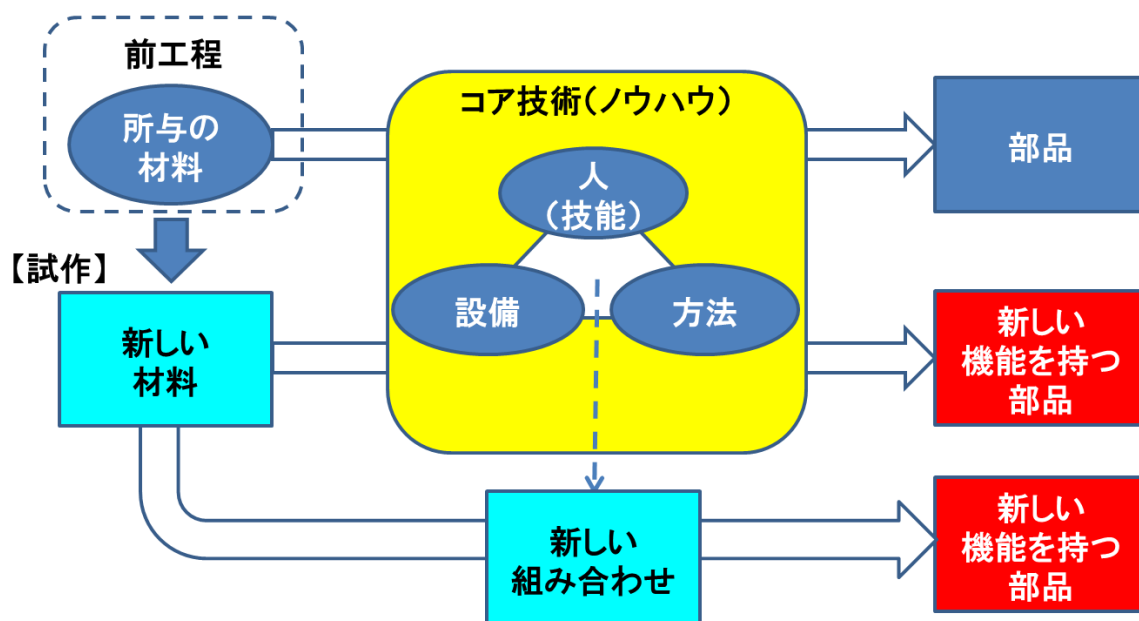 前工程
所与の
材料
コア技術(ノウハウ)
人
(技能)
設備
方法
部品
【試作】
新しい
材料
新しい
機能を持つ
部品
新しい
組み合わせ
新しい
機能を持つ
部品